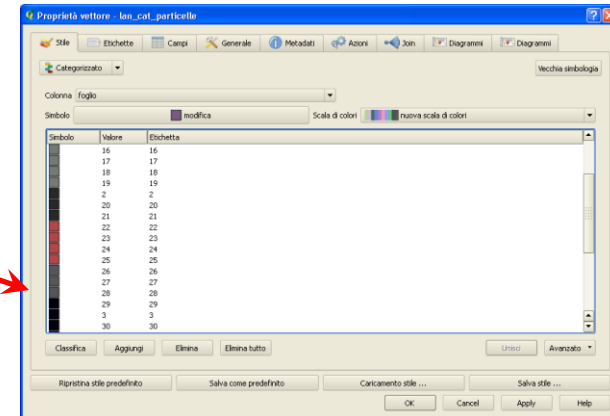 Proprietà vettore - lan_cat_particelle
Stile Etichette Campi Generale Metadati Azioni Join Diagrammi Diagrammi
Categorizzato Vecchia simbologia
Colonna foglio
Simbolo modifica Scala di colori nuova scala di colori
Simbolo Valore Etichetta
16 16
17 17
18 18
19 19
2 2
20 20
21 21
22 22
23 23
24 24
25 25
26 26
27 27
28 28
29 29
3 3
30 30
Classifica Aggiungi Elimina Elimina tutto Unisci Avanzato
Ripristina stile predefinito Salva come predefinito Caricamento stile ... Salva stile ...
OK Cancel Apply Help